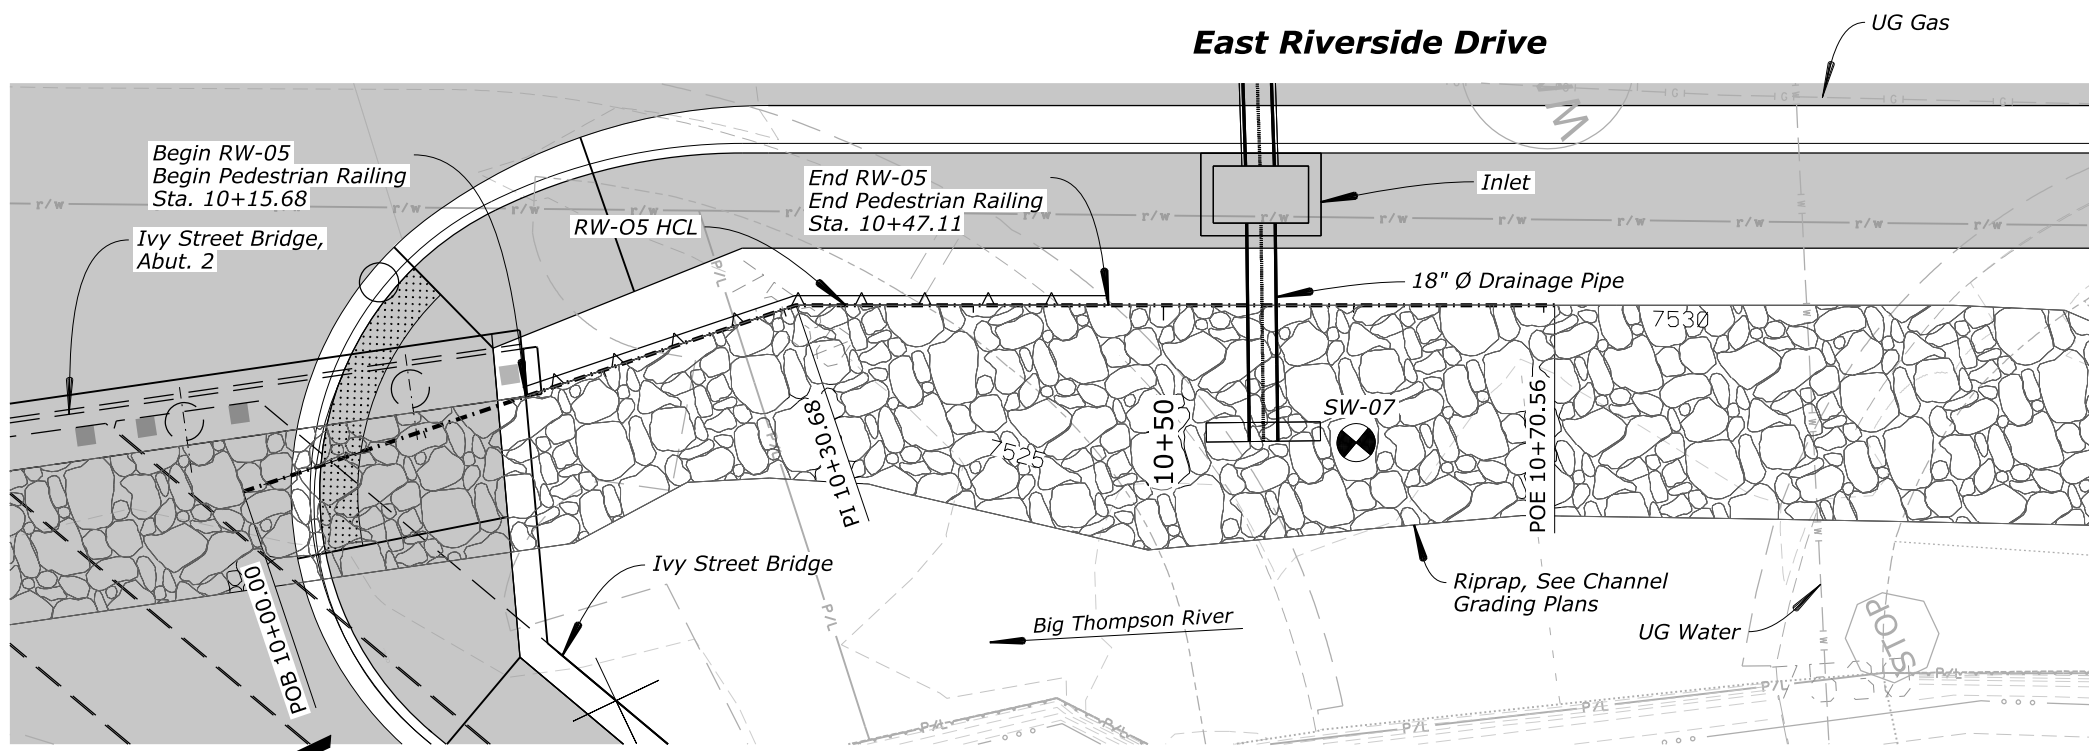 East Riverside Drive
UG Gas
Begin RW-05
Begin Pedestrian Railing
Sta. 10+15.68
Ivy Street Bridge,
Abut. 2
RW-O5 HCL
End RW-05
End Pedestrian Railing
Sta. 10+47.11
Inlet
18" Ø Drainage Pipe
r/w
r/w
r/w
r/w
r/w
r/w
r/w
r/w
r/w
r/w
r/w
r/w
G
G
G
G
W
W
W
W
W
7530
7525
SW-07
10+50
PI 10+30.68
POE 10+70.56
POB 10+00.00
Ivy Street Bridge
Big Thompson River
Riprap, See Channel
Grading Plans
UG Water
STOP
P/L
P/L
P/L
P/L
P/L
P/L
P/L
P/L
P/L